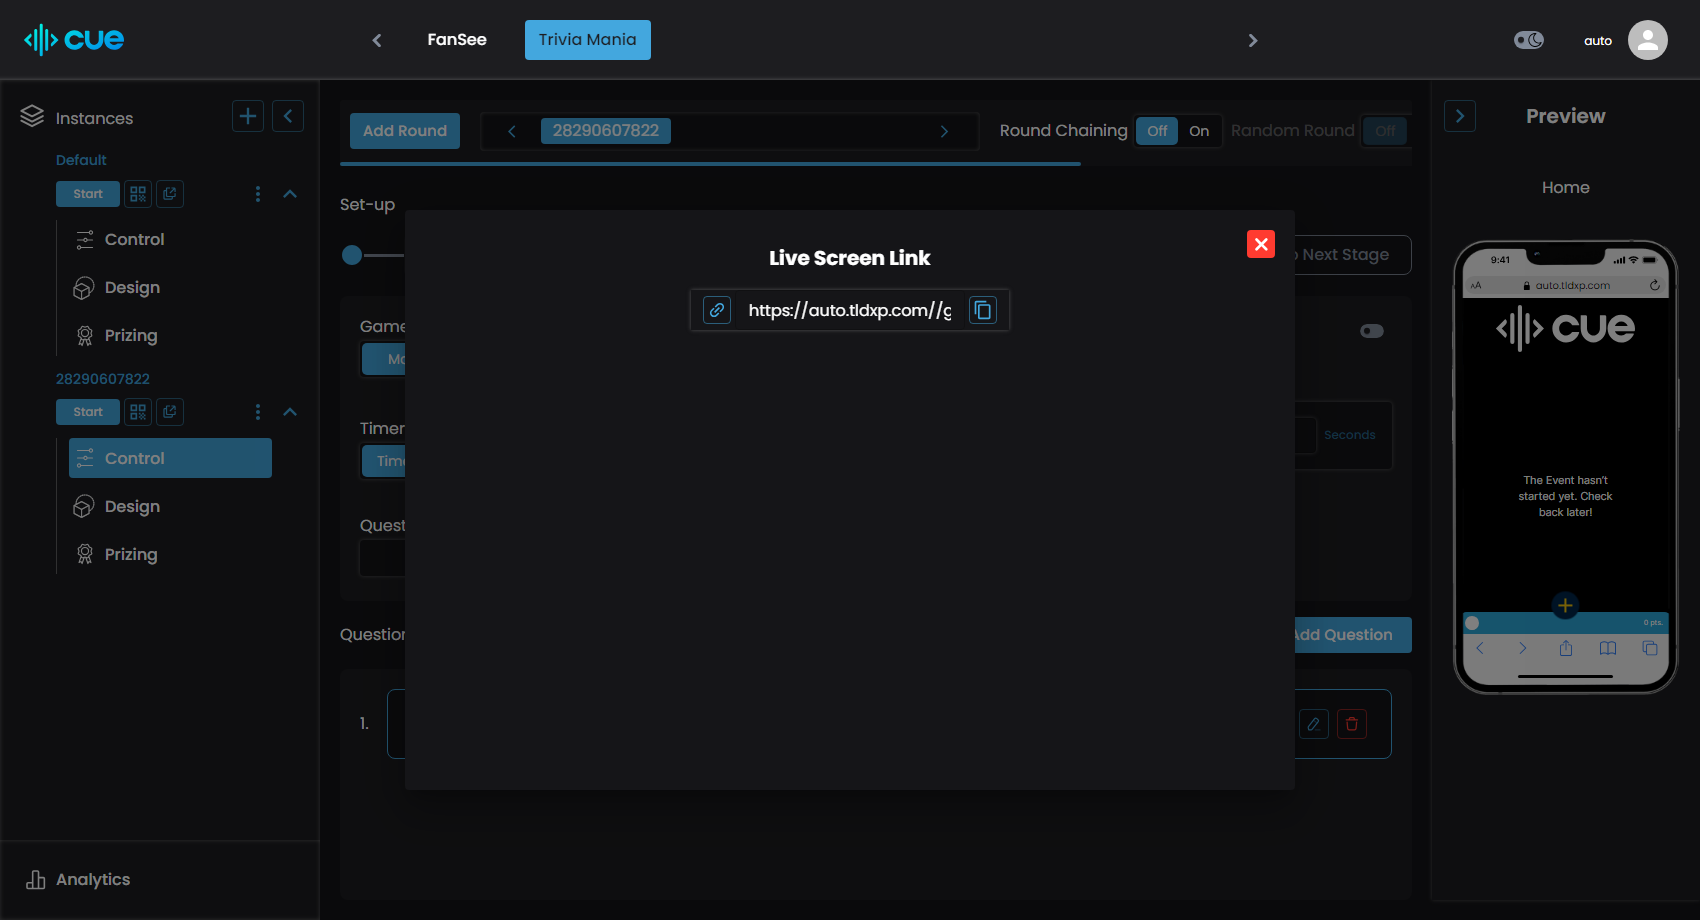 cue
FanSee
Trivia Mania
auto
Instances
Default
Start
Control
Design
Prizing
28290607822
Start
Control
Design
Prizing
Analytics
Add Round
28290607822
Round Chaining
Off
On
Random Round
Off
Set-up
Next Stage
Live Screen Link
https://auto.tldxp.com//g
Game
Timer
Time
Seconds
Quest
Question
Add Question
1.
Preview
Home
9:41
AA
auto.tldxp.com
cue
The Event hasn't
started yet. Check
back later!
0 pts.